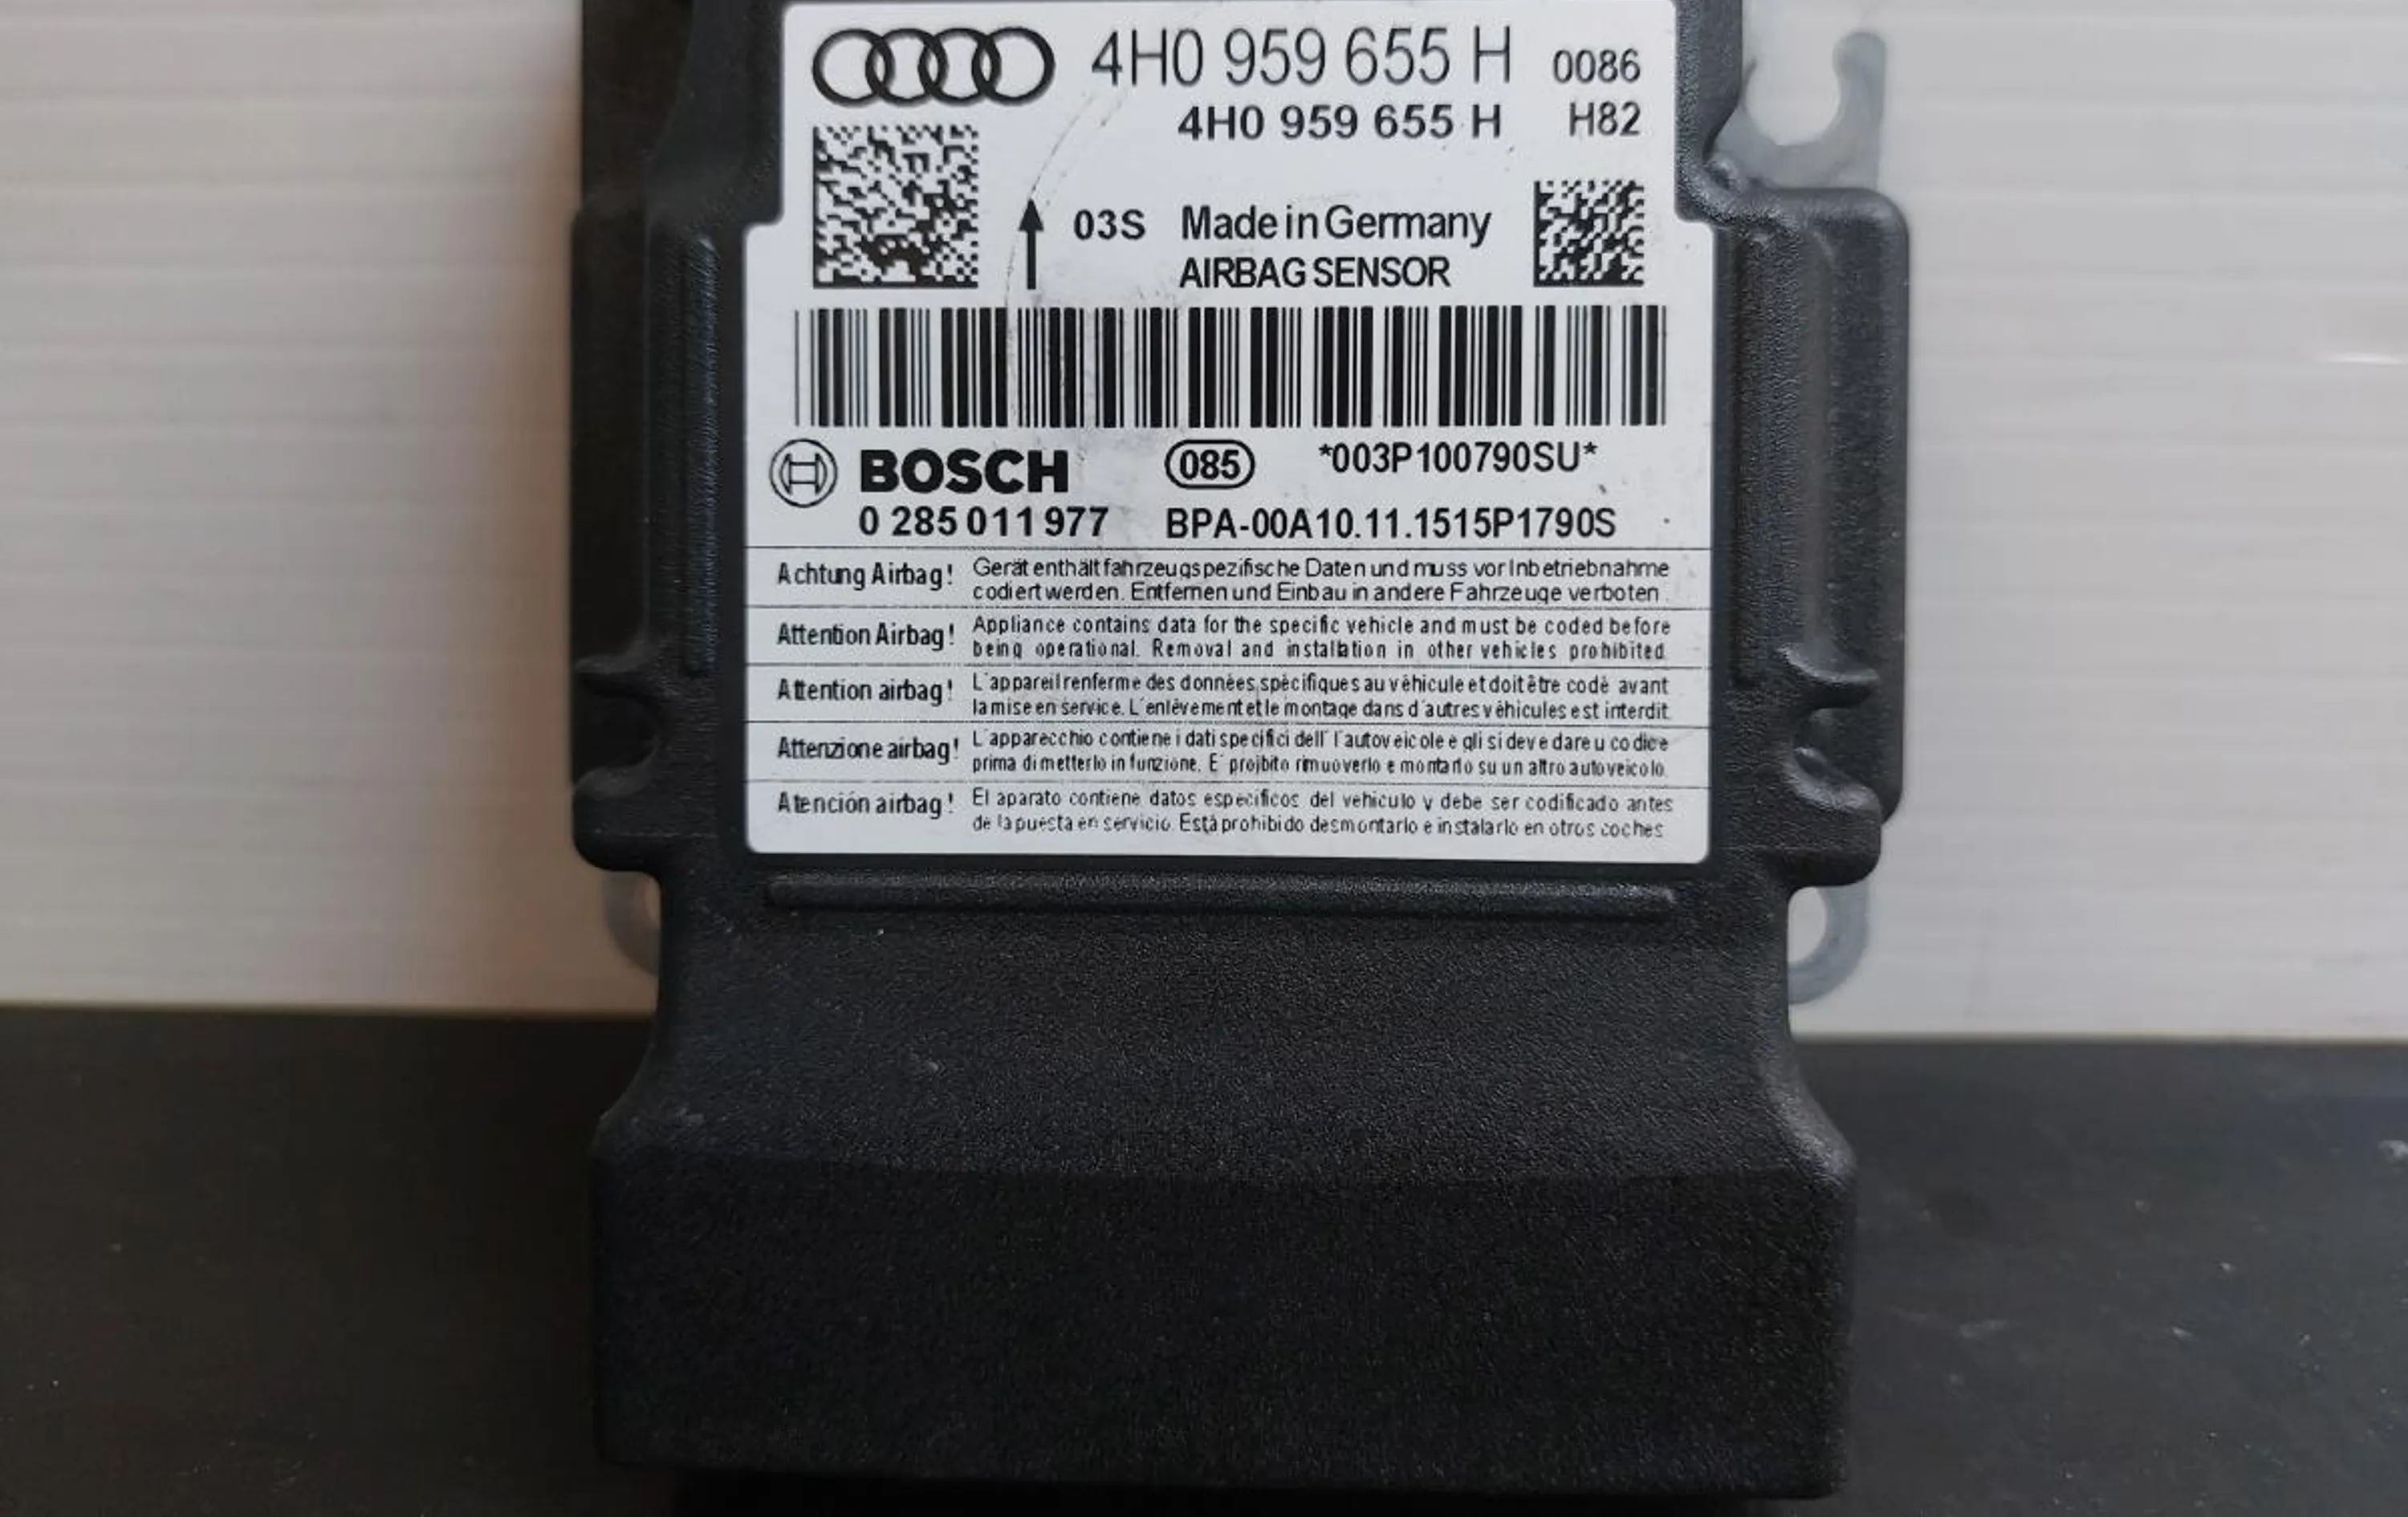 4H0 959 655 H 0086
4H0 959 655 H H82
03S Made in Germany
AIRBAG SENSOR
BOSCH 085 *003P100790SU*
0 285 011 977 BPA-00A10.11.1515P1790S
Achtung Airbag! Gerät enthält fahrzeugspezifische Daten und muss vor Inbetriebnahme
codiert werden. Entfernen und Einbau in andere Fahrzeuge verboten.
Attention Airbag! Appliance contains data for the specific vehicle and must be coded before
being operational. Removal and installation in other vehicles prohibited.
Attention airbag! L´appareil renferme des données spécifiques au véhicule et doit être codé avant
la mise en service. L´enlèvement et le montage dans d´autres véhicules est interdit.
Attenzione airbag! L´apparecchio contiene i dati specifici dell´ l´autoveicolo e gli si deve dare u codice
prima di metterlo in funzione. E´ proibito rimuoverlo e montarlo su un altro autoveicolo.
Atención airbag! El aparato contiene datos específicos del vehículo y debe ser codificado antes
de la puesta en servicio. Está prohibido desmontarlo e instalarlo en otros coches